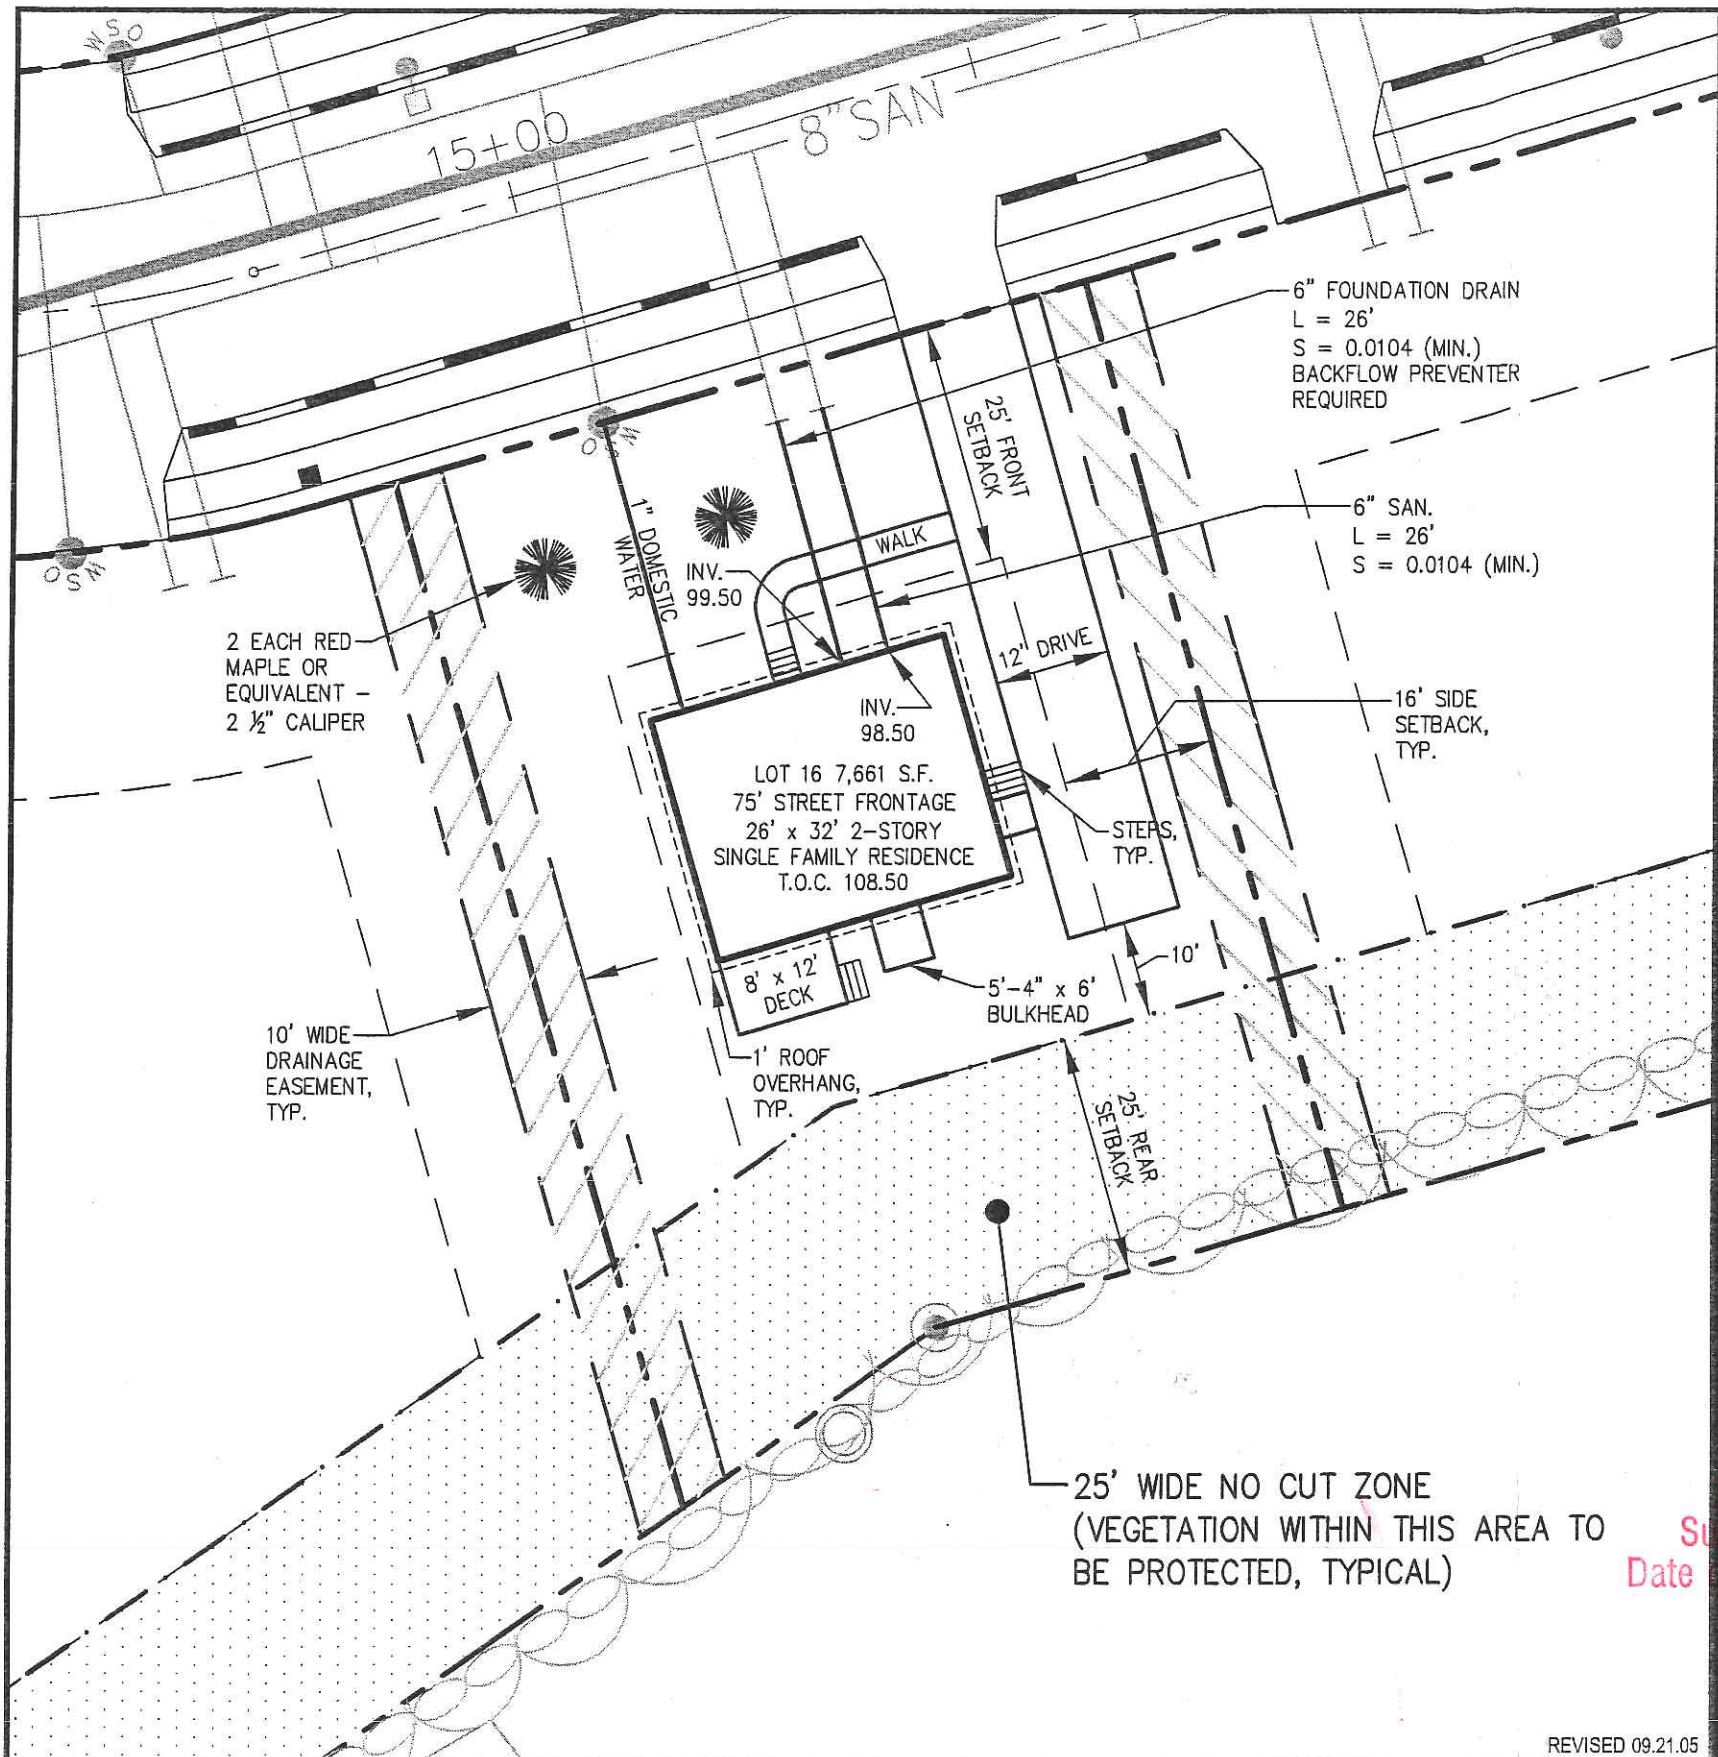 WSO
15+00
8"SAN
6" FOUNDATION DRAIN
L = 26'
S = 0.0104 (MIN.)
BACKFLOW PREVENTER
REQUIRED
25' FRONT
SETBACK
WSO
6" SAN.
L = 26'
S = 0.0104 (MIN.)
1" DOMESTIC
WATER
WALK
INV.
99.50
WSO
2 EACH RED
MAPLE OR
EQUIVALENT -
2 ½" CALIPER
12' DRIVE
INV.
98.50
16' SIDE
SETBACK,
TYP.
LOT 16 7,661 S.F.
75' STREET FRONTAGE
26' x 32' 2-STORY
SINGLE FAMILY RESIDENCE
T.O.C. 108.50
STEPS,
TYP.
8' x 12'
DECK
10'
5'-4" x 6'
BULKHEAD
10' WIDE
DRAINAGE
EASEMENT,
TYP.
1' ROOF
OVERHANG,
TYP.
25' REAR
SETBACK
25' WIDE NO CUT ZONE
(VEGETATION WITHIN THIS AREA TO
BE PROTECTED, TYPICAL)
Su
Date
REVISED 09.21.05